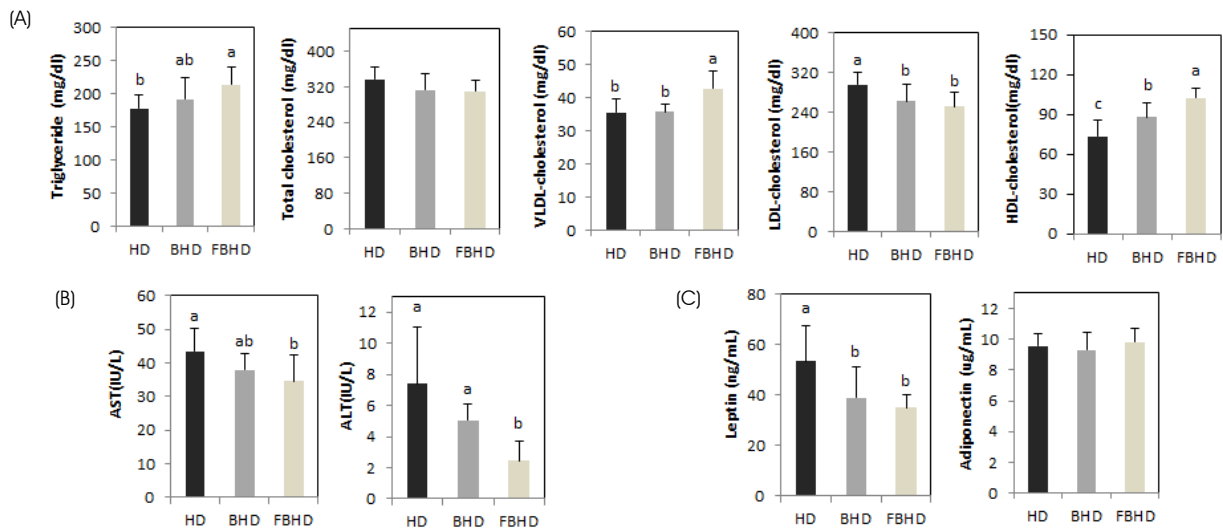 (A)
Triglyceride (mg/dl)
300
250
200
150
100
50
0
b
ab
a
HD BHD FBHD
Total cholesterol (mg/dl)
400
320
240
160
80
0
HD BHD FBHD
VLDL-cholesterol (mg/dl)
60
50
40
30
20
10
0
b
b
a
HD BHD FBHD
LDL-cholesterol (mg/dl)
400
320
240
160
80
0
a
b
b
HD BHD FBHD
HDL-cholesterol(mg/dl)
150
120
90
60
30
0
c
b
a
HD BHD FBHD
(B)
AST(IU/L)
60
50
40
30
20
10
0
a
ab
b
HD BHD FBHD
ALT(IU/L)
12
10
8
6
4
2
0
a
a
b
HD BHD FBHD
(C)
Leptin (ng/mL)
80
60
40
20
0
a
b
b
HD BHD FBHD
Adiponectin (ug/mL)
12
10
8
6
4
2
0
HD BHD FBHD